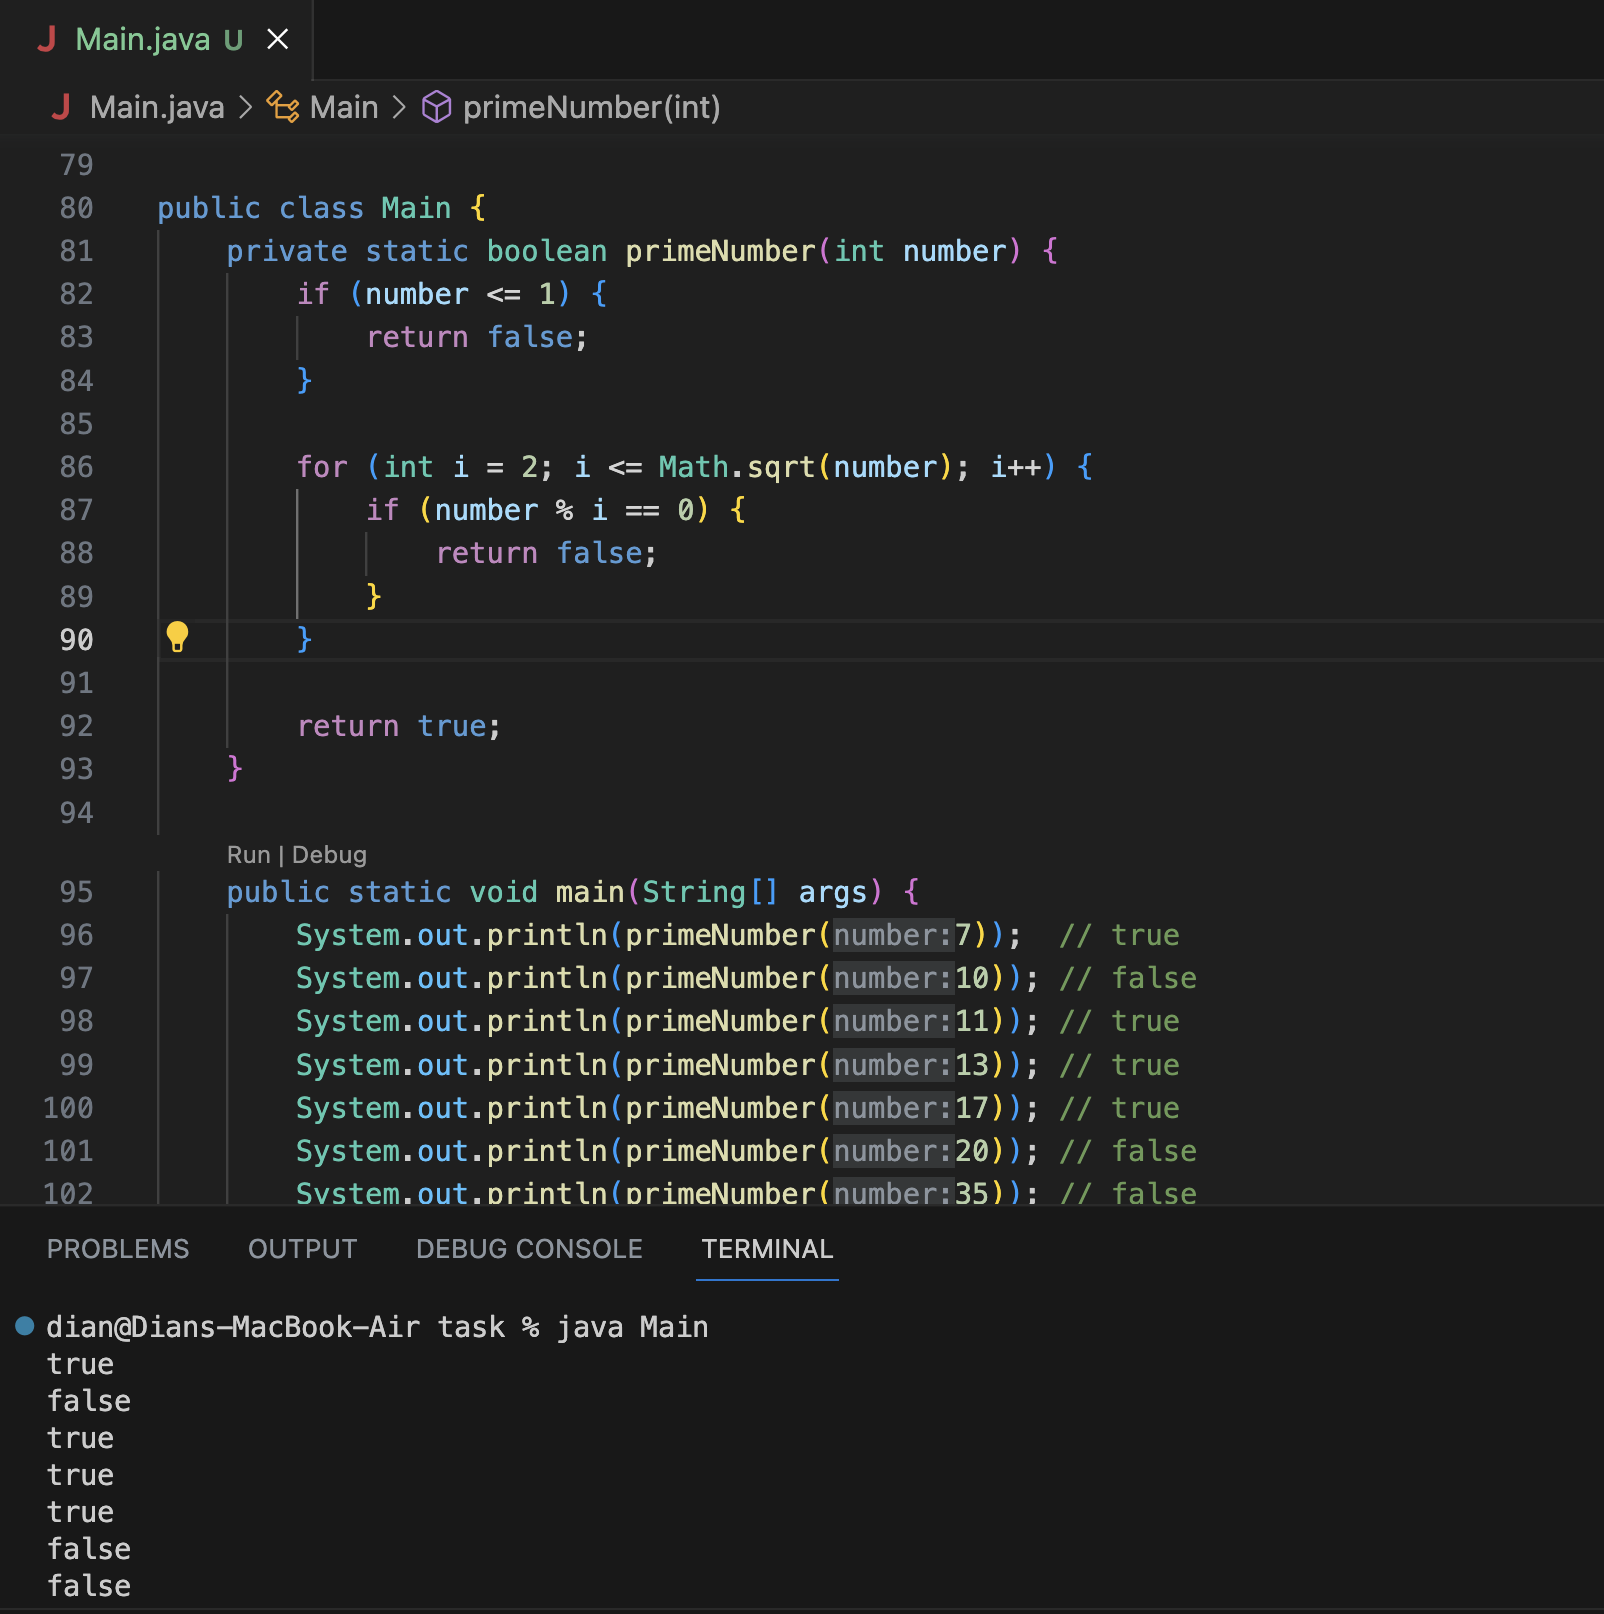 Main.java U
Main.java > Main > primeNumber(int)
79
80 public class Main {
81 private static boolean primeNumber(int number) {
82 if (number <= 1) {
83 return false;
84 }
85
86 for (int i = 2; i <= Math.sqrt(number); i++) {
87 if (number % i == 0) {
88 return false;
89 }
90 }
91
92 return true;
93 }
94
Run | Debug
95 public static void main(String[] args) {
96 System.out.println(primeNumber(number:7)); // true
97 System.out.println(primeNumber(number:10)); // false
98 System.out.println(primeNumber(number:11)); // true
99 System.out.println(primeNumber(number:13)); // true
100 System.out.println(primeNumber(number:17)); // true
101 System.out.println(primeNumber(number:20)); // false
102 System.out.println(primeNumber(number:35)); // false
PROBLEMS OUTPUT DEBUG CONSOLE TERMINAL
dian@Dians-MacBook-Air task % java Main
true
false
true
true
true
false
false